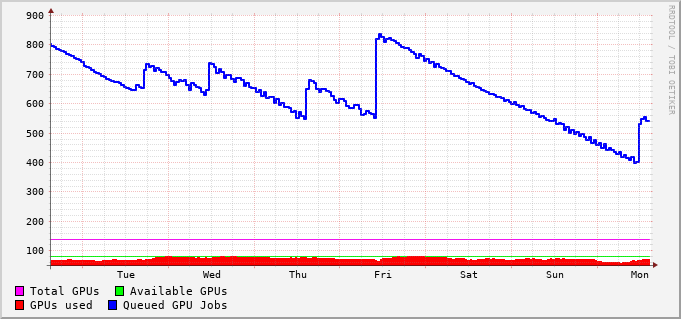 900
800
700
600
500
400
300
200
100
Tue Wed Thu Fri Sat Sun Mon
Total GPUs Available GPUs
GPUs used Queued GPU Jobs
RRDTOOL / TOBI OETIKER